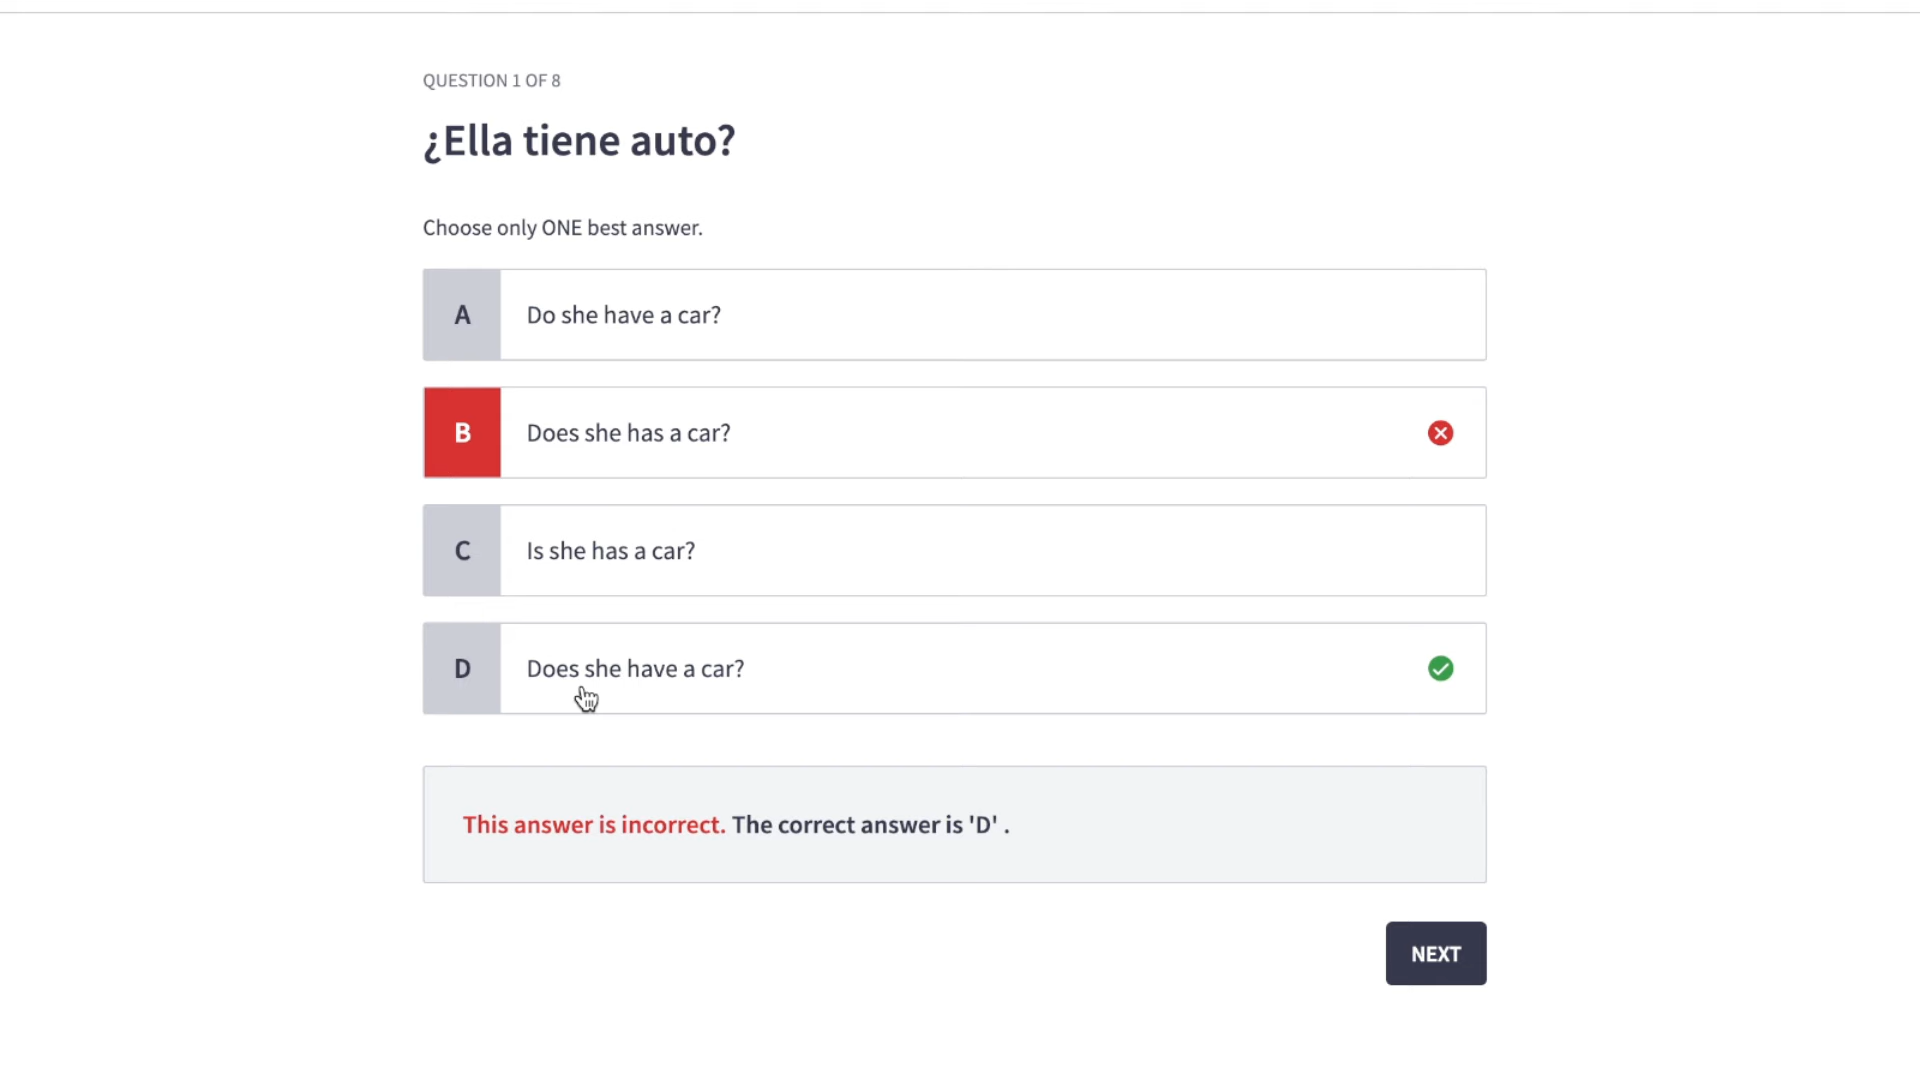 QUESTION 1 OF 8
¿Ella tiene auto?
Choose only ONE best answer.
A Do she have a car?
B Does she has a car?
C Is she has a car?
D Does she have a car?
This answer is incorrect. The correct answer is 'D' .
NEXT